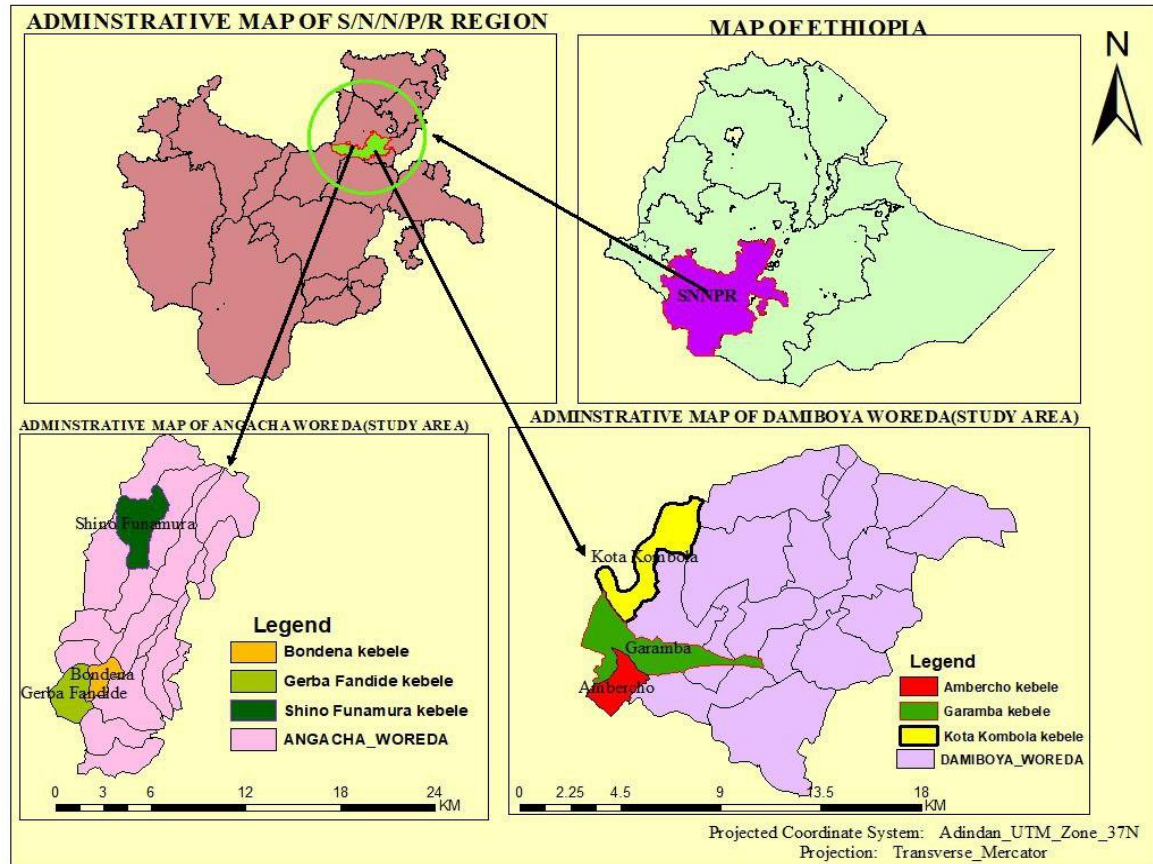 ADMINSTRATIVE MAP OF S/N/N/P/R REGION
MAP OF ETHIOPIA
N
SNNPR
ADMINSTRATIVE MAP OF ANGACHA WOREDA(STUDY AREA)
Shino Funamura
Bondena
Gerba Fandide
Legend
Bondena kebele
Gerba Fandide kebele
Shino Funamura kebele
ANGACHA_WOREDA
0 3 6 12 18 24
KM
ADMINSTRATIVE MAP OF DAMIBOYA WOREDA(STUDY AREA)
Kota Kombola
Garamba
Ambercho
Legend
Ambercho kebele
Garamba kebele
Kota Kombola kebele
DAMIBOYA_WOREDA
0 2.25 4.5 9 13.5 18
KM
Projected Coordinate System: Adindan_UTM_Zone_37N
Projection: Transverse_Mercator